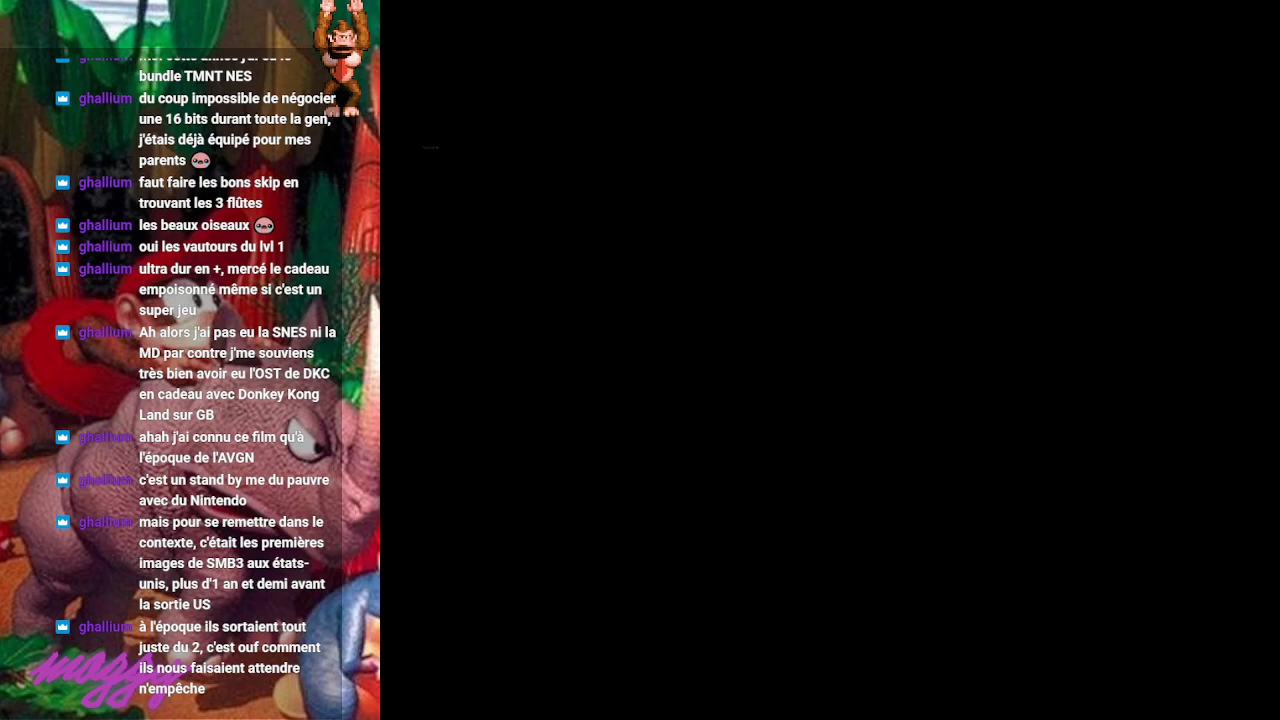 ghallium
bundle TMNT NES
ghallium du coup impossible de négocier
une 16 bits durant toute la gen,
j'étais déjà équipé pour mes
parents
ghallium faut faire les bons skip en
trouvant les 3 flûtes
ghallium les beaux oiseaux
ghallium oui les vautours du lvl 1
ghallium ultra dur en +, mercé le cadeau
empoisonné même si c'est un
super jeu
ghallium Ah alors j'ai pas eu la SNES ni la
MD par contre j'me souviens
très bien avoir eu l'OST de DKC
en cadeau avec Donkey Kong
Land sur GB
ghallium ahah j'ai connu ce film qu'à
l'époque de l'AVGN
ghallium c'est un stand by me du pauvre
avec du Nintendo
ghallium mais pour se remettre dans le
contexte, c'était les premières
images de SMB3 aux états-
unis, plus d'1 an et demi avant
la sortie US
ghallium à l'époque ils sortaient tout
juste du 2, c'est ouf comment
ils nous faisaient attendre
n'empêche